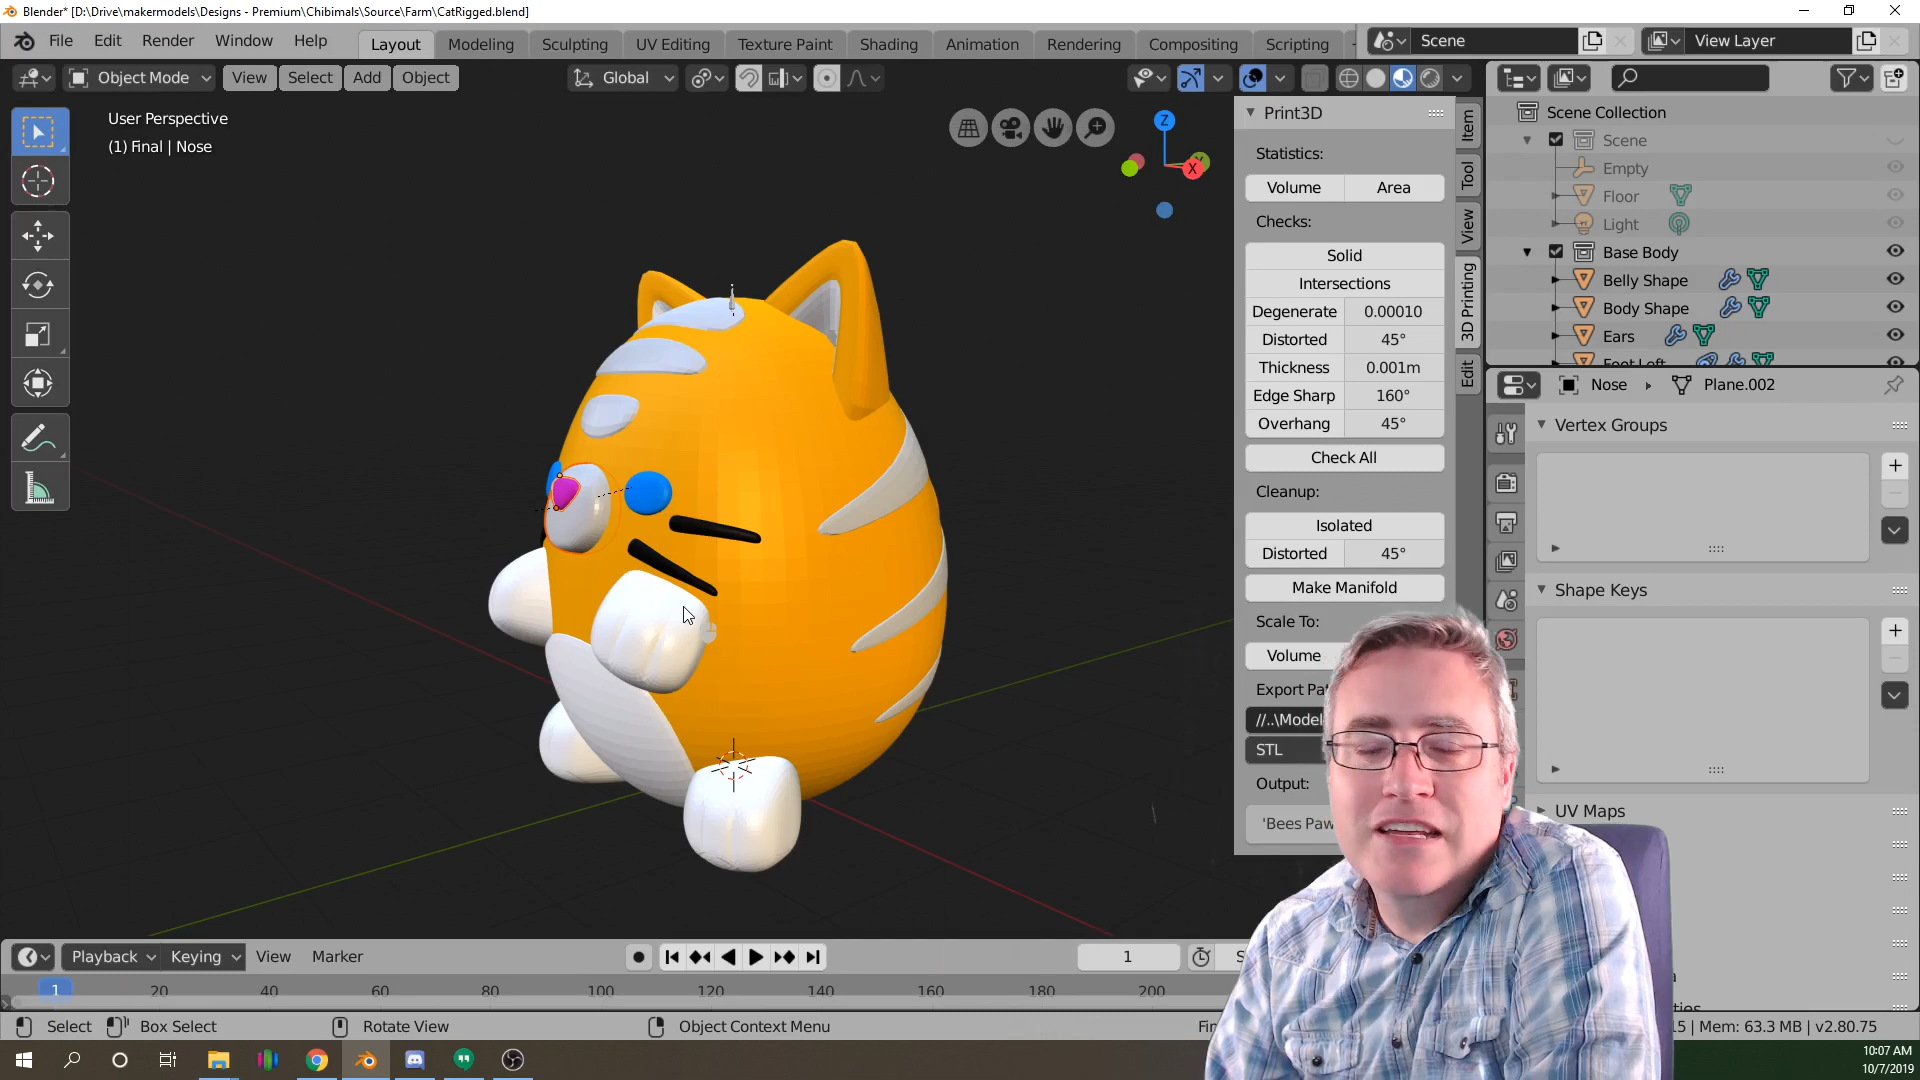 Blender* [D:\Drive\makermodels\Designs - Premium\Chibimals\Source\Farm\CatRigged.blend]
File Edit Render Window Help
Layout Modeling Sculpting UV Editing Texture Paint Shading Animation Rendering Compositing Scripting
Scene
View Layer
Object Mode View Select Add Object
Global
User Perspective
(1) Final | Nose
Z
Y
X
Print3D
Statistics:
Volume Area
Checks:
Solid
Intersections
Degenerate 0.00010
Distorted 45°
Thickness 0.001m
Edge Sharp 160°
Overhang 45°
Check All
Cleanup:
Isolated
Distorted 45°
Make Manifold
Scale To:
Volume
Export Pat
//..\Model
STL
Output:
'Bees Paw
Item
Tool
View
3D Printing
Edit
Scene Collection
Scene
Empty
Floor
Light
Base Body
Belly Shape
Body Shape
Ears
Foot Left
Nose Plane.002
Vertex Groups
Shape Keys
UV Maps
Playback Keying View Marker
1
1 20 40 60 80 100 120 140 160 180 200
Select Box Select Rotate View Object Context Menu
15 | Mem: 63.3 MB | v2.80.75
10:07 AM
10/7/2019